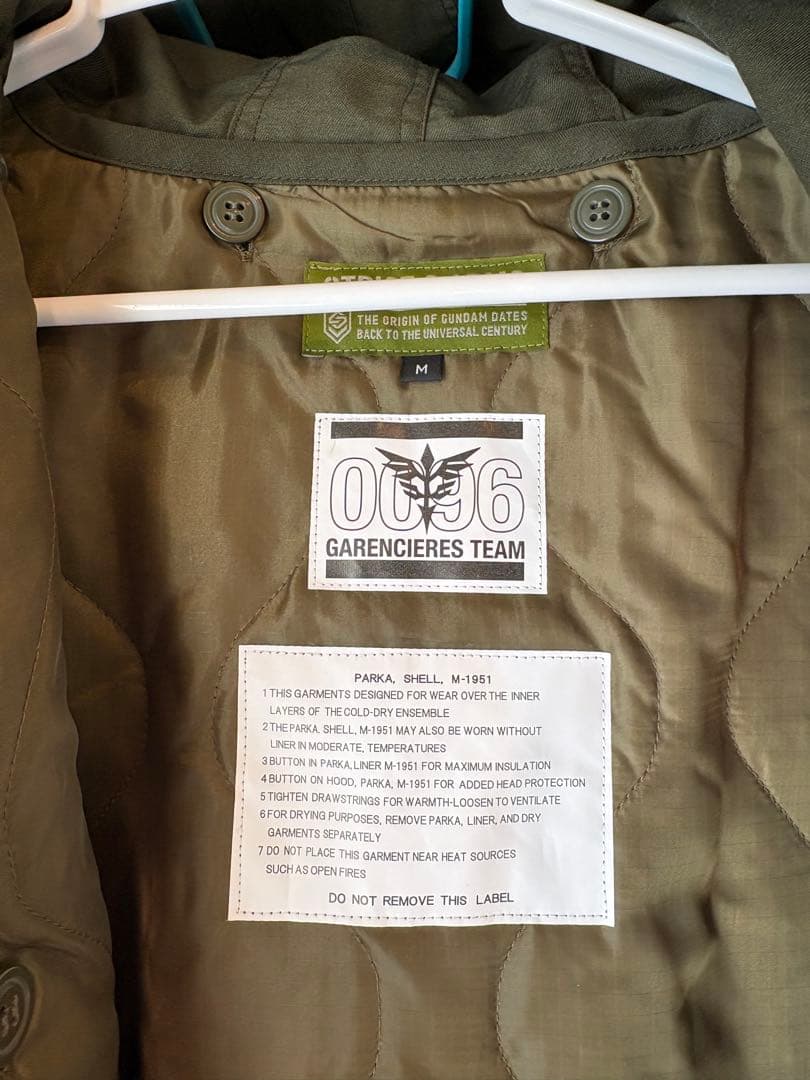 THE ORIGIN OF GUNDAM DATES
BACK TO THE UNIVERSAL CENTURY
M
0096
GARENCIERES TEAM
PARKA, SHELL, M-1951
1 THIS GARMENTS DESIGNED FOR WEAR OVER THE INNER
LAYERS OF THE COLD-DRY ENSEMBLE
2 THE PARKA. SHELL, M-1951 MAY ALSO BE WORN WITHOUT
LINER IN MODERATE, TEMPERATURES
3 BUTTON IN PARKA, LINER M-1951 FOR MAXIMUM INSULATION
4 BUTTON ON HOOD, PARKA, M-1951 FOR ADDED HEAD PROTECTION
5 TIGHTEN DRAWSTRINGS FOR WARMTH-LOOSEN TO VENTILATE
6 FOR DRYING PURPOSES, REMOVE PARKA, LINER, AND DRY
GARMENTS SEPARATELY
7 DO NOT PLACE THIS GARMENT NEAR HEAT SOURCES
SUCH AS OPEN FIRES
DO NOT REMOVE THIS LABEL